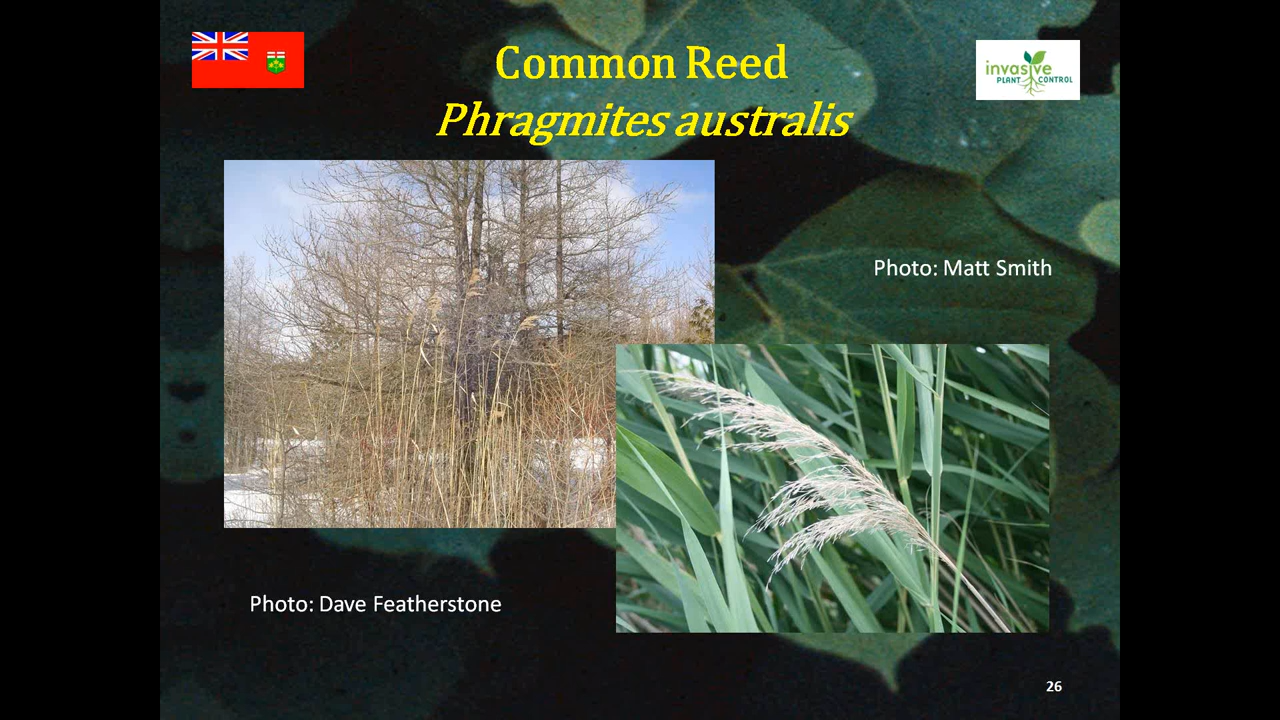 Common Reed
Phragmites australis
invasive
PLANT CONTROL
Photo: Matt Smith
Photo: Dave Featherstone
26